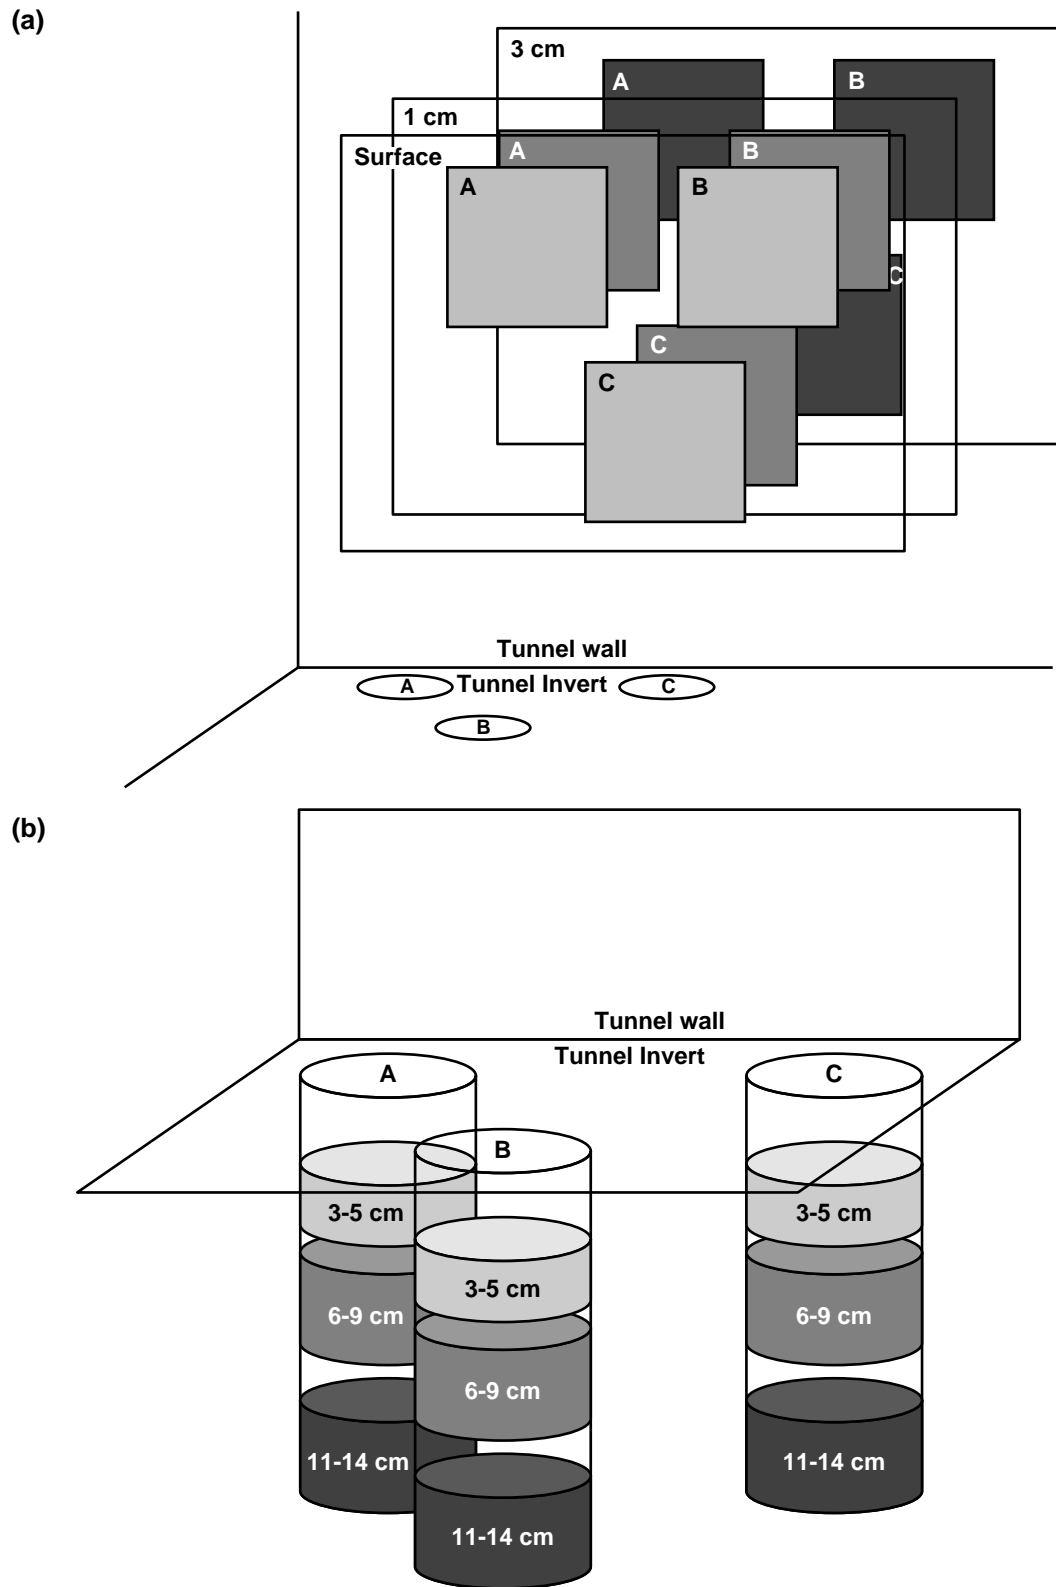 (a)
3 cm
A
B
1 cm
A
B
Surface
A
B
C
C
C
Tunnel wall
Tunnel Invert
A
C
B
(b)
Tunnel wall
Tunnel Invert
A
C
B
3-5 cm
3-5 cm
3-5 cm
6-9 cm
6-9 cm
6-9 cm
11-14 cm
11-14 cm
11-14 cm